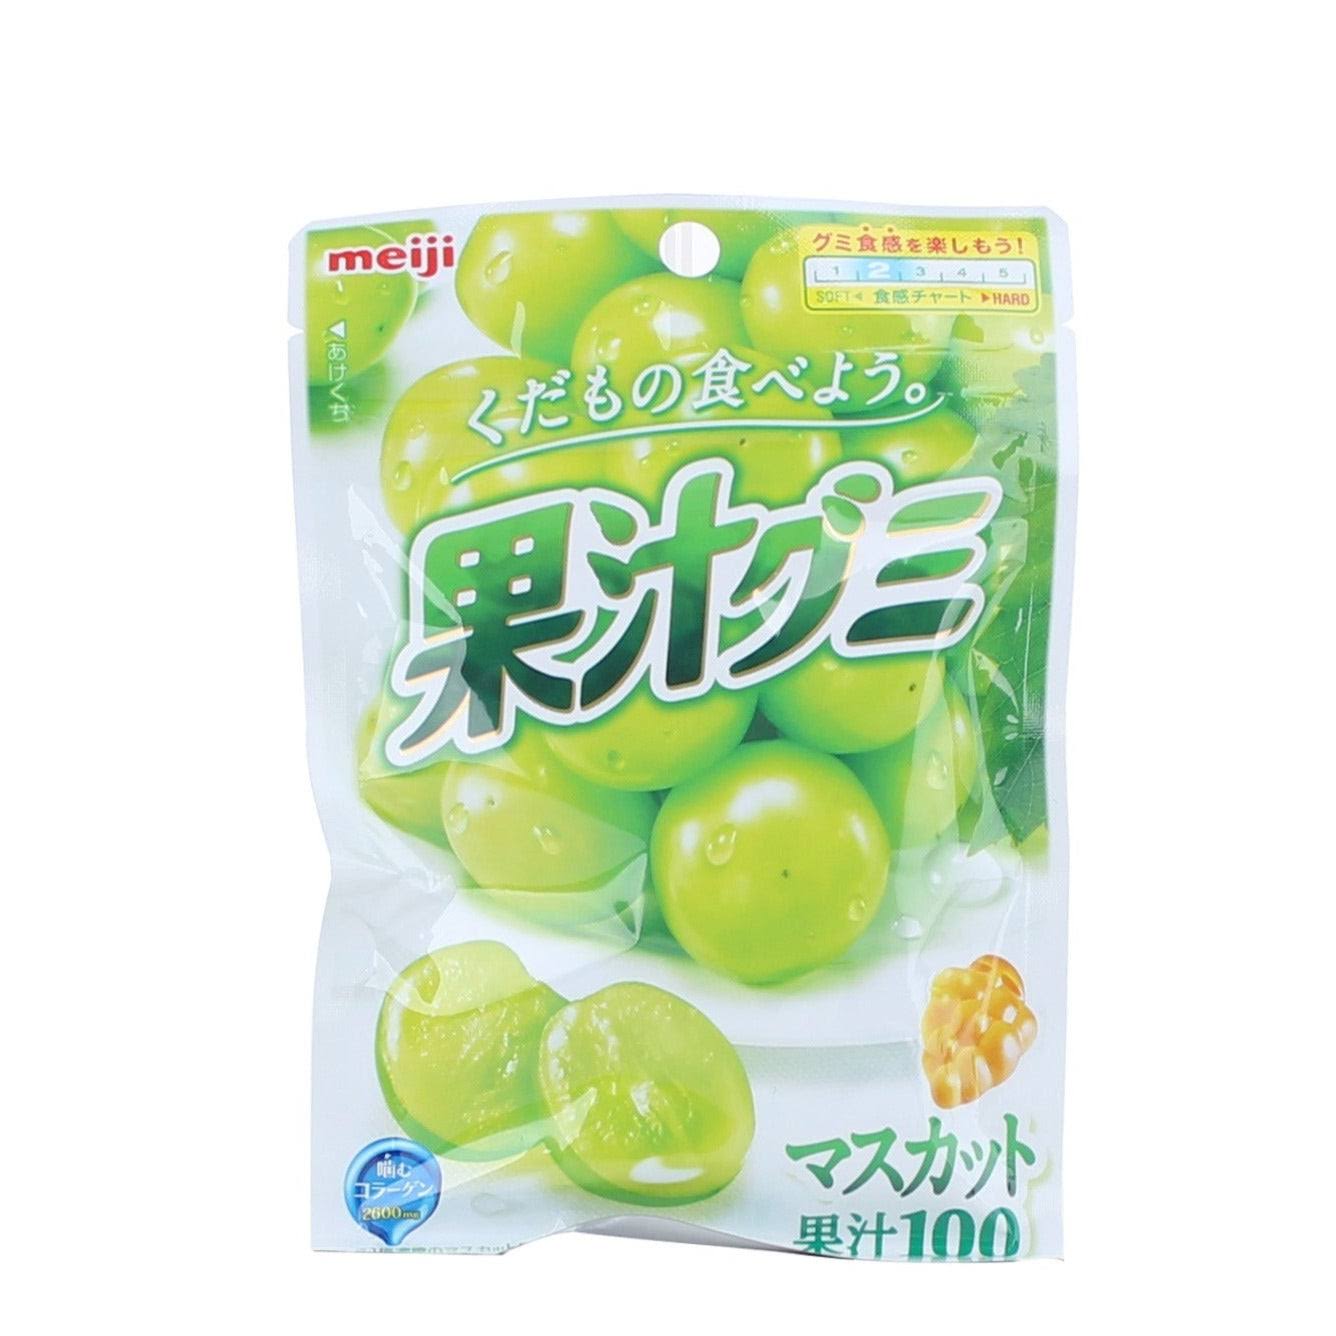 meiji
グミ食感を楽しもう！
1 2 3 4 5
SOFT◀ 食感チャート ▶HARD
◀あけくち
くだもの食べよう。
果汁グミ
噛む
コラーゲン
2600mg
マスカット
果汁100